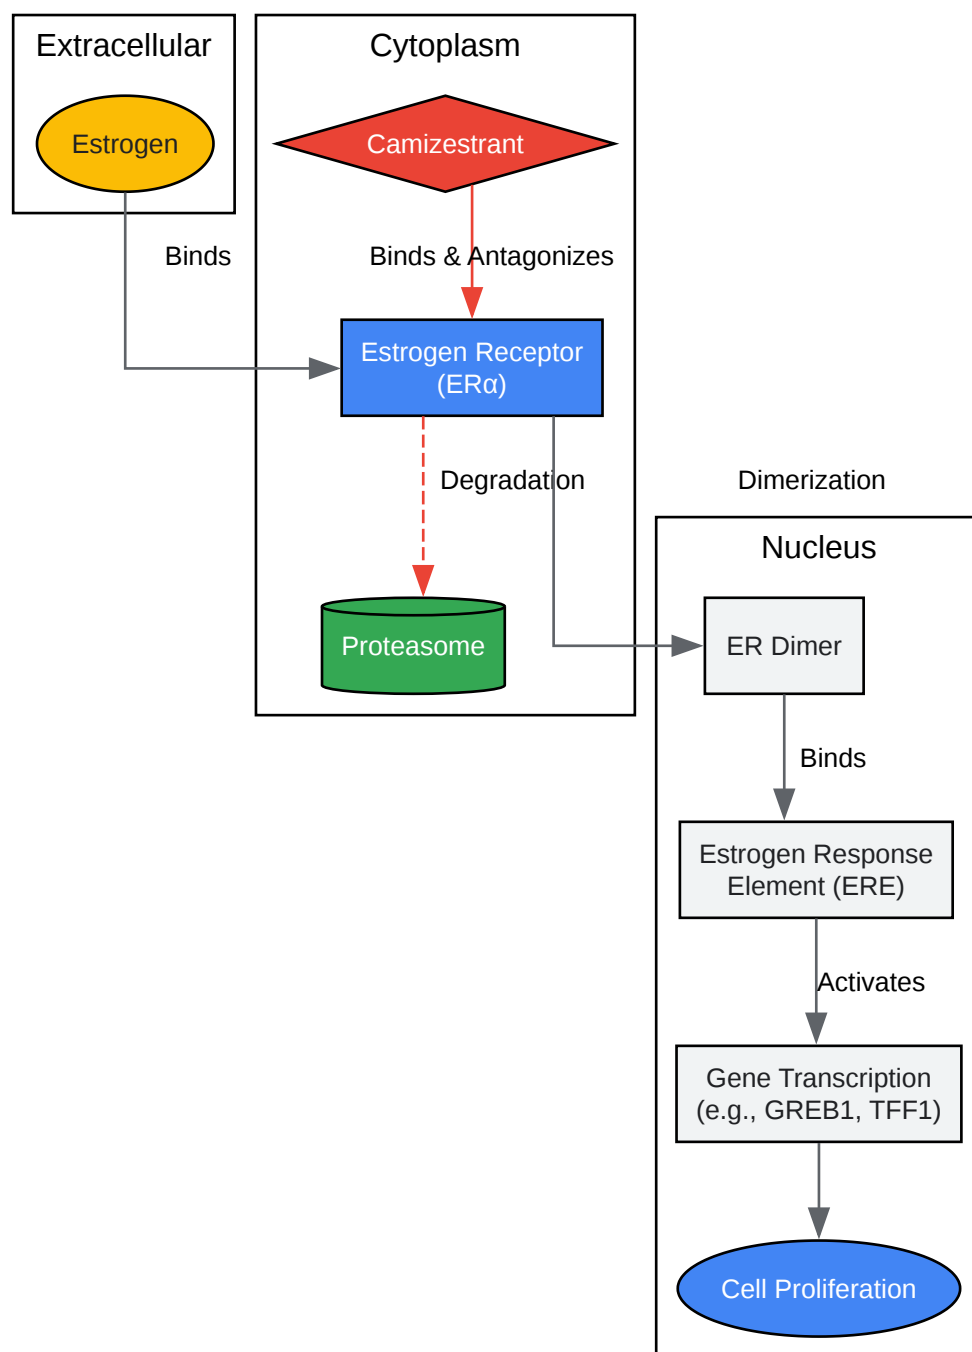 Extracellular
Cytoplasm
Estrogen
Camizestrant
Binds
Binds & Antagonizes
Estrogen Receptor
(ERα)
Degradation
Dimerization
Nucleus
Proteasome
ER Dimer
Binds
Estrogen Response
Element (ERE)
Activates
Gene Transcription
(e.g., GREB1, TFF1)
Cell Proliferation